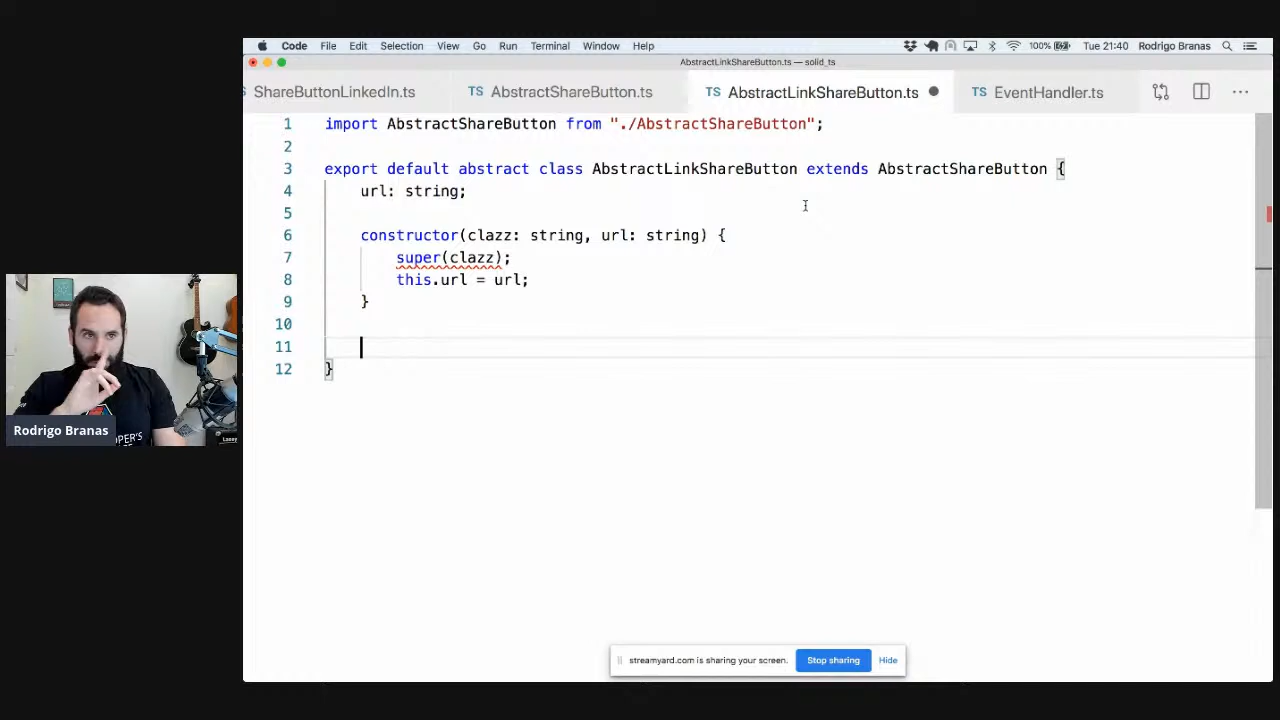 Code File Edit Selection View Go Run Terminal Window Help 100% Tue 21:40 Rodrigo Branas
AbstractLinkShareButton.ts — solid_ts
ShareButtonLinkedIn.ts TS AbstractShareButton.ts TS AbstractLinkShareButton.ts TS EventHandler.ts
1 import AbstractShareButton from "./AbstractShareButton";
2
3 export default abstract class AbstractLinkShareButton extends AbstractShareButton {
4 url: string;
5
6 constructor(clazz: string, url: string) {
7 super(clazz);
8 this.url = url;
9 }
10
11
12 }
Rodrigo Branas
streamyard.com is sharing your screen. Stop sharing Hide